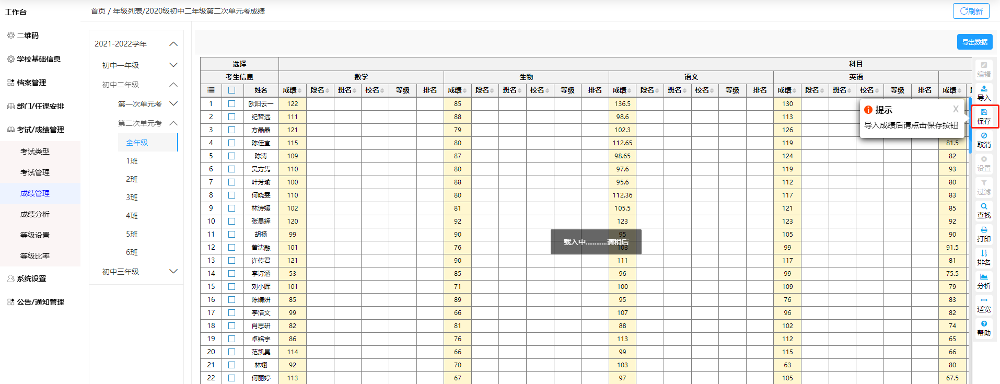 工作台
首页 / 年级列表/2020级初中二年级第二次单元考成绩
刷新
二维码
学校基础信息
档案管理
部门/任课安排
考试/成绩管理
考试类型
考试管理
成绩管理
成绩分析
等级设置
等级比率
系统设置
公告/通知管理
2021-2022学年
初中一年级
初中二年级
第一次单元考
第二次单元考
全年级
1班
2班
3班
4班
5班
6班
初中三年级
导出数据
选择 科目
考生信息 数学 生物 语文 英语
姓名 成绩 段名 班名 校名 等级 排名 成绩 段名 班名 校名 等级 排名 成绩 段名 班名 校名 等级 排名 成绩 段名 班名 校名 等级 排名 成绩
1 欧阳云一 122 85 136.5 130
2 纪哲远 111 88 98.6 113
3 方晶晶 121 79 102.3 126
4 陈佳宜 115 80 112.65 119 81.5
5 陈涛 109 87 98.65 124 82
6 吴方隽 110 80 97.6 119 93
7 叶芳瑜 100 88 95.6 112 80
8 何晓雯 110 80 112.36 117 83
9 林诗媛 102 81 105.5 121 85
10 张昊辉 120 92 123 123 92
11 胡杨 99 90 95 105 90
12 黄沈融 101 76 103 99 91.5
13 许传君 121 90 111 117 81
14 李诗涵 53 85 96 99 75.5
15 刘小晖 101 71 100 109 79
16 陈婧妍 85 89 95 76 83
17 李浩文 99 66 107 96 82
18 肖思研 82 81 88 102 74
19 卓铭宇 86 76 113 112 65
20 范凯昊 114 66 99 115 66
21 林翊 92 70 103 63 80
22 何丽婷 113 67 97 105 67.5
载入中............请稍后
提示 X
导入成绩后请点击保存按钮
编辑
导入
保存
取消
设置
过滤
查找
打印
排名
分析
适宽
帮助